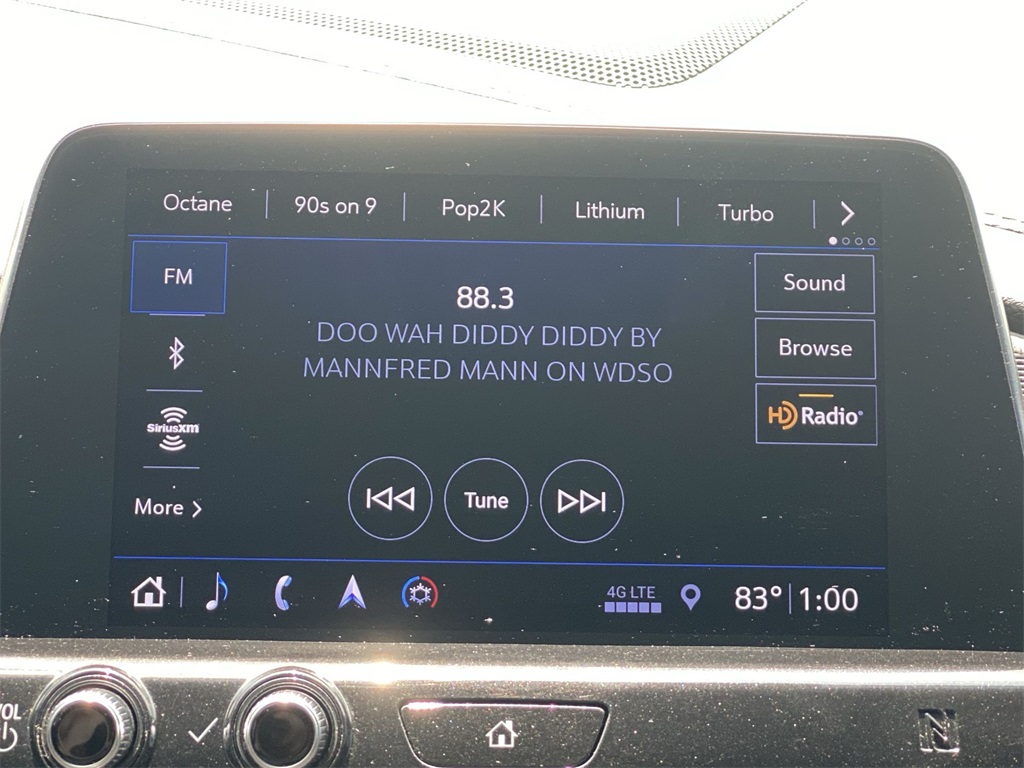 Octane 90s on 9 Pop2K Lithium Turbo
FM
88.3
DOO WAH DIDDY DIDDY BY
MANNFRED MANN ON WDSO
Sound
Browse
HD Radio®
SiriusXM
More
Tune
4G LTE
83° 1:00
VOL